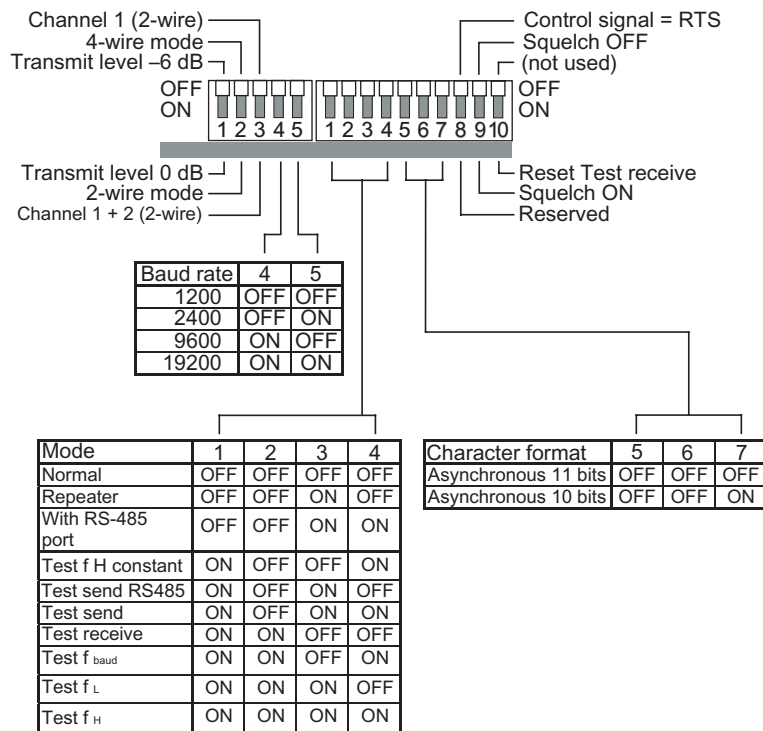 Channel 1 (2-wire)
4-wire mode
Transmit level –6 dB
Control signal = RTS
Squelch OFF
(not used)
OFF
ON
OFF
ON
1 2 3 4 5
1 2 3 4 5 6 7 8 9 10
Transmit level 0 dB
2-wire mode
Channel 1 + 2 (2-wire)
Reset Test receive
Squelch ON
Reserved
Baud rate 4 5
1200 OFF OFF
2400 OFF ON
9600 ON OFF
19200 ON ON
Mode 1 2 3 4
Normal OFF OFF OFF OFF
Repeater OFF OFF ON OFF
With RS-485
port OFF OFF ON ON
Test f H constant ON OFF OFF ON
Test send RS485 ON OFF ON OFF
Test send ON OFF ON ON
Test receive ON ON OFF OFF
Test f baud ON ON OFF ON
Test f L ON ON ON OFF
Test f H ON ON ON ON
Character format 5 6 7
Asynchronous 11 bits OFF OFF OFF
Asynchronous 10 bits OFF OFF ON